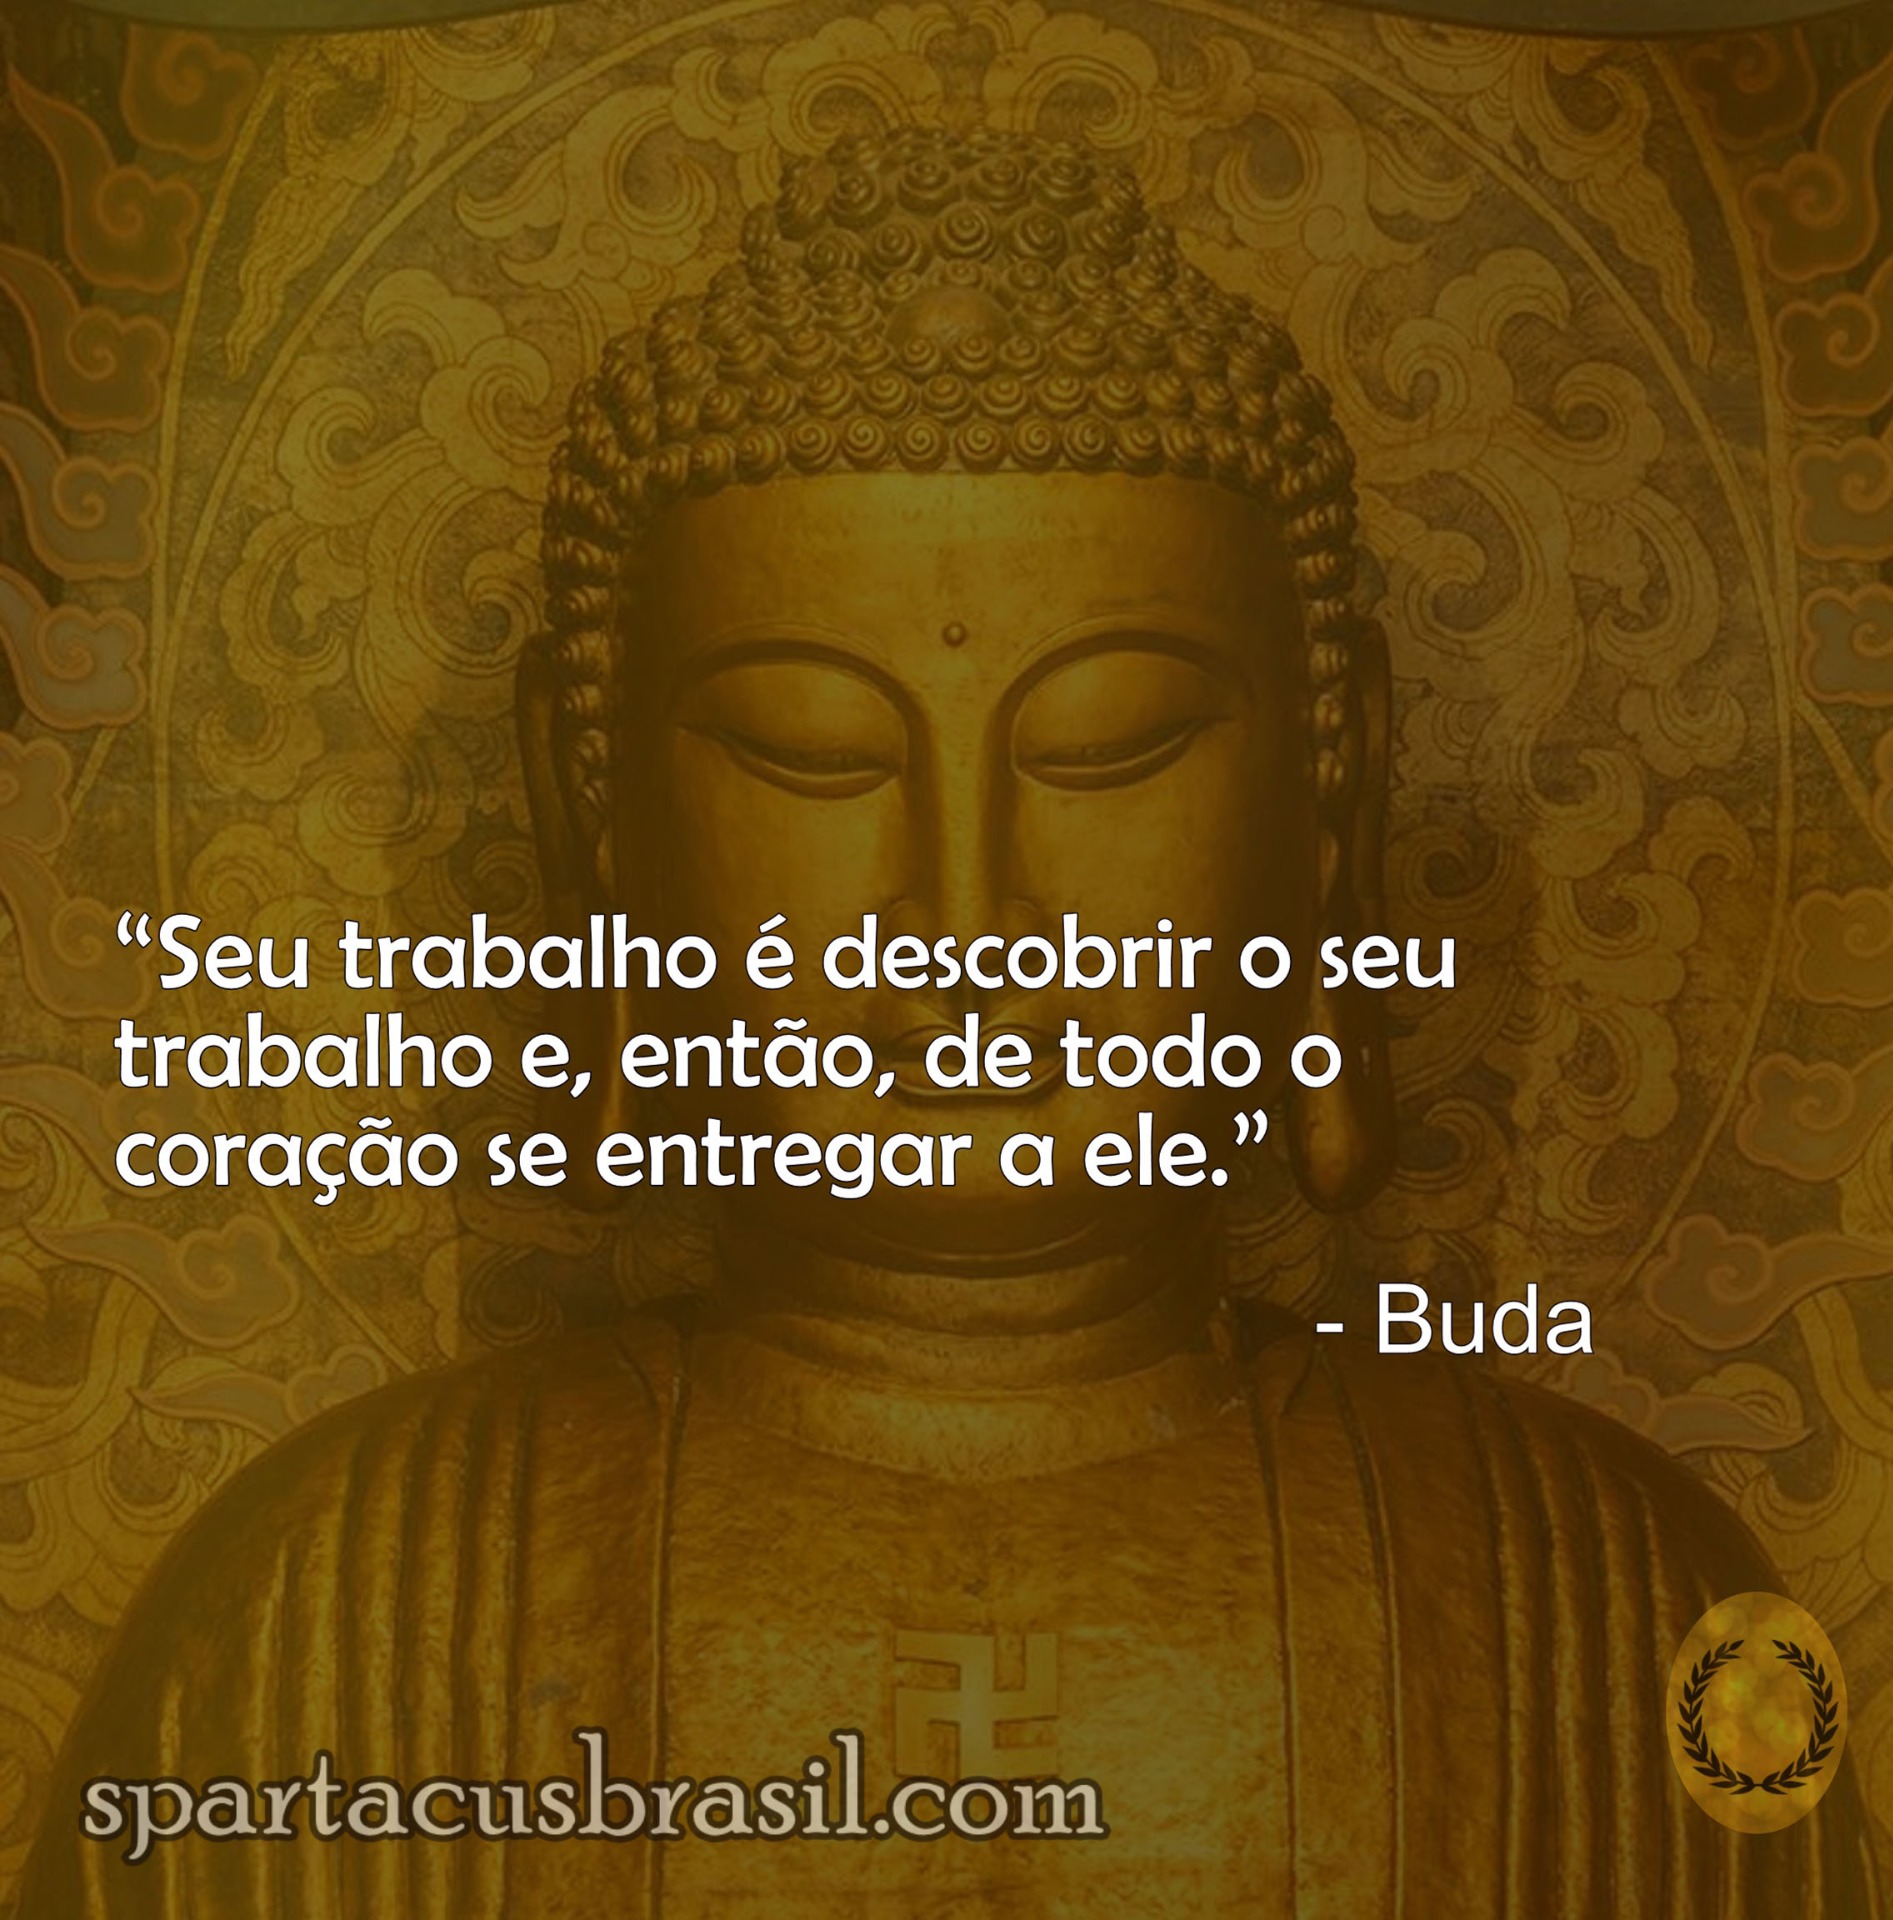 “Seu trabalho é descobrir o seu
trabalho e, então, de todo o
coração se entregar a ele.”
- Buda
spartacusbrasil.com